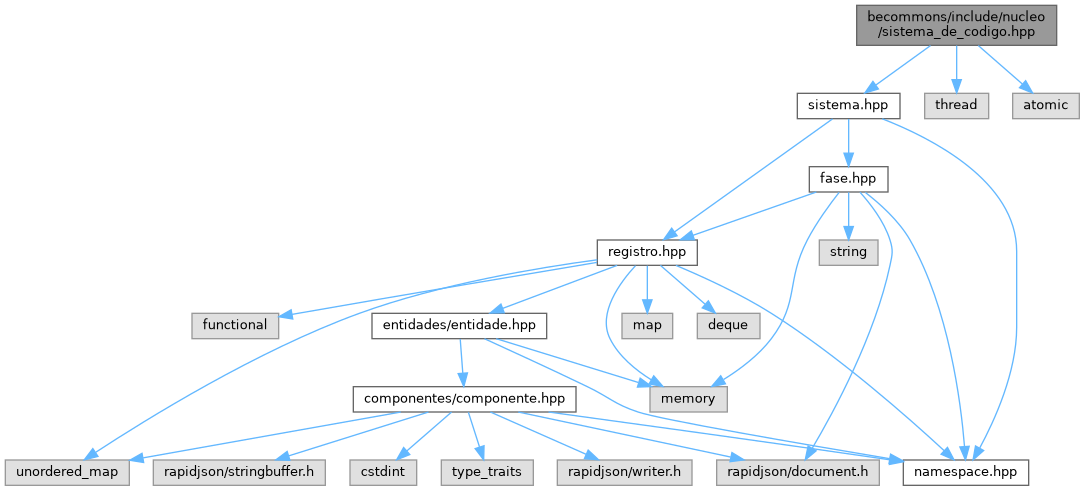 becommons/include/nucleo
/sistema_de_codigo.hpp
sistema.hpp
thread
atomic
fase.hpp
registro.hpp
string
functional
entidades/entidade.hpp
map
deque
componentes/componente.hpp
memory
unordered_map
rapidjson/stringbuffer.h
cstdint
type_traits
rapidjson/writer.h
rapidjson/document.h
namespace.hpp